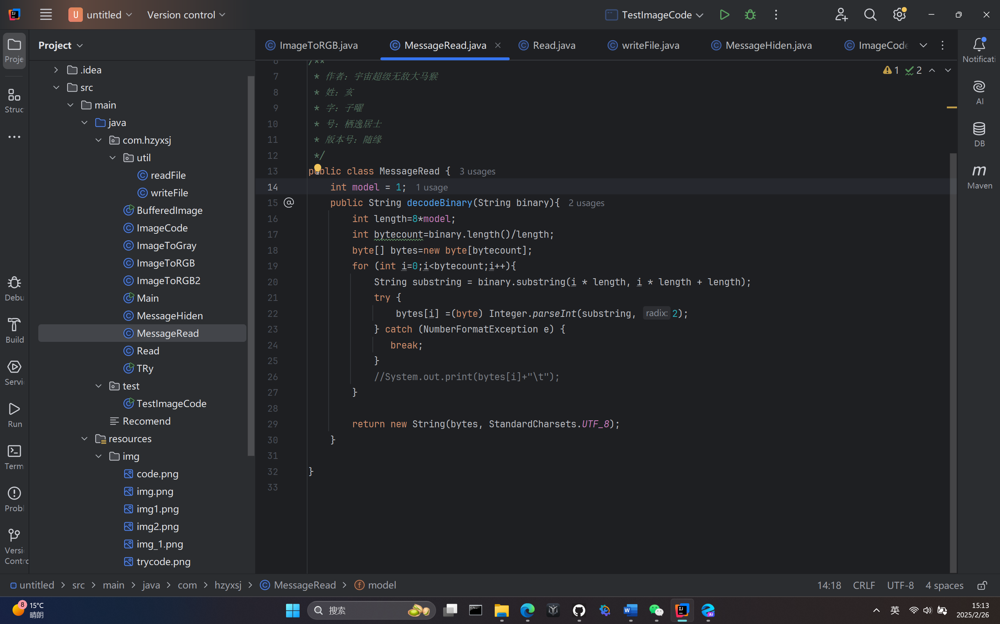 U untitled Version control TestImageCode
Project
ImageToRGB.java MessageRead.java Read.java writeFile.java MessageHiden.java ImageCode
Proje
Struc
Debu
Build
Servi
Run
Term
Probl
Versi
Contro
.idea
src
main
java
com.hzyxsj
util
readFile
writeFile
BufferedImage
ImageCode
ImageToGray
ImageToRGB
ImageToRGB2
Main
MessageHiden
MessageRead
Read
TRy
test
TestImageCode
Recomend
resources
img
code.png
img.png
img1.png
img2.png
img_1.png
trycode.png
1 2
6 /**
7 * 作者：宇宙超级无敌大马猴
8 * 姓：亥
9 * 字：子曜
10 * 号：栖逸居士
11 * 版本号：随缘
12 */
13 public class MessageRead { 3 usages
14 int model = 1; 1 usage
15 @ public String decodeBinary(String binary){ 2 usages
16 int length=8*model;
17 int bytecount=binary.length()/length;
18 byte[] bytes=new byte[bytecount];
19 for (int i=0;i<bytecount;i++){
20 String substring = binary.substring(i * length, i * length + length);
21 try {
22 bytes[i] =(byte) Integer.parseInt(substring, radix: 2);
23 } catch (NumberFormatException e) {
24 break;
25 }
26 //System.out.print(bytes[i]+"\t");
27 }
28
29 return new String(bytes, StandardCharsets.UTF_8);
30 }
31
32 }
33
Notificati
AI
DB
m
Maven
untitled > src > main > java > com > hzyxsj > MessageRead > model
14:18 CRLF UTF-8 4 spaces
8
15°C
晴朗
搜索
英
15:13
2025/2/26